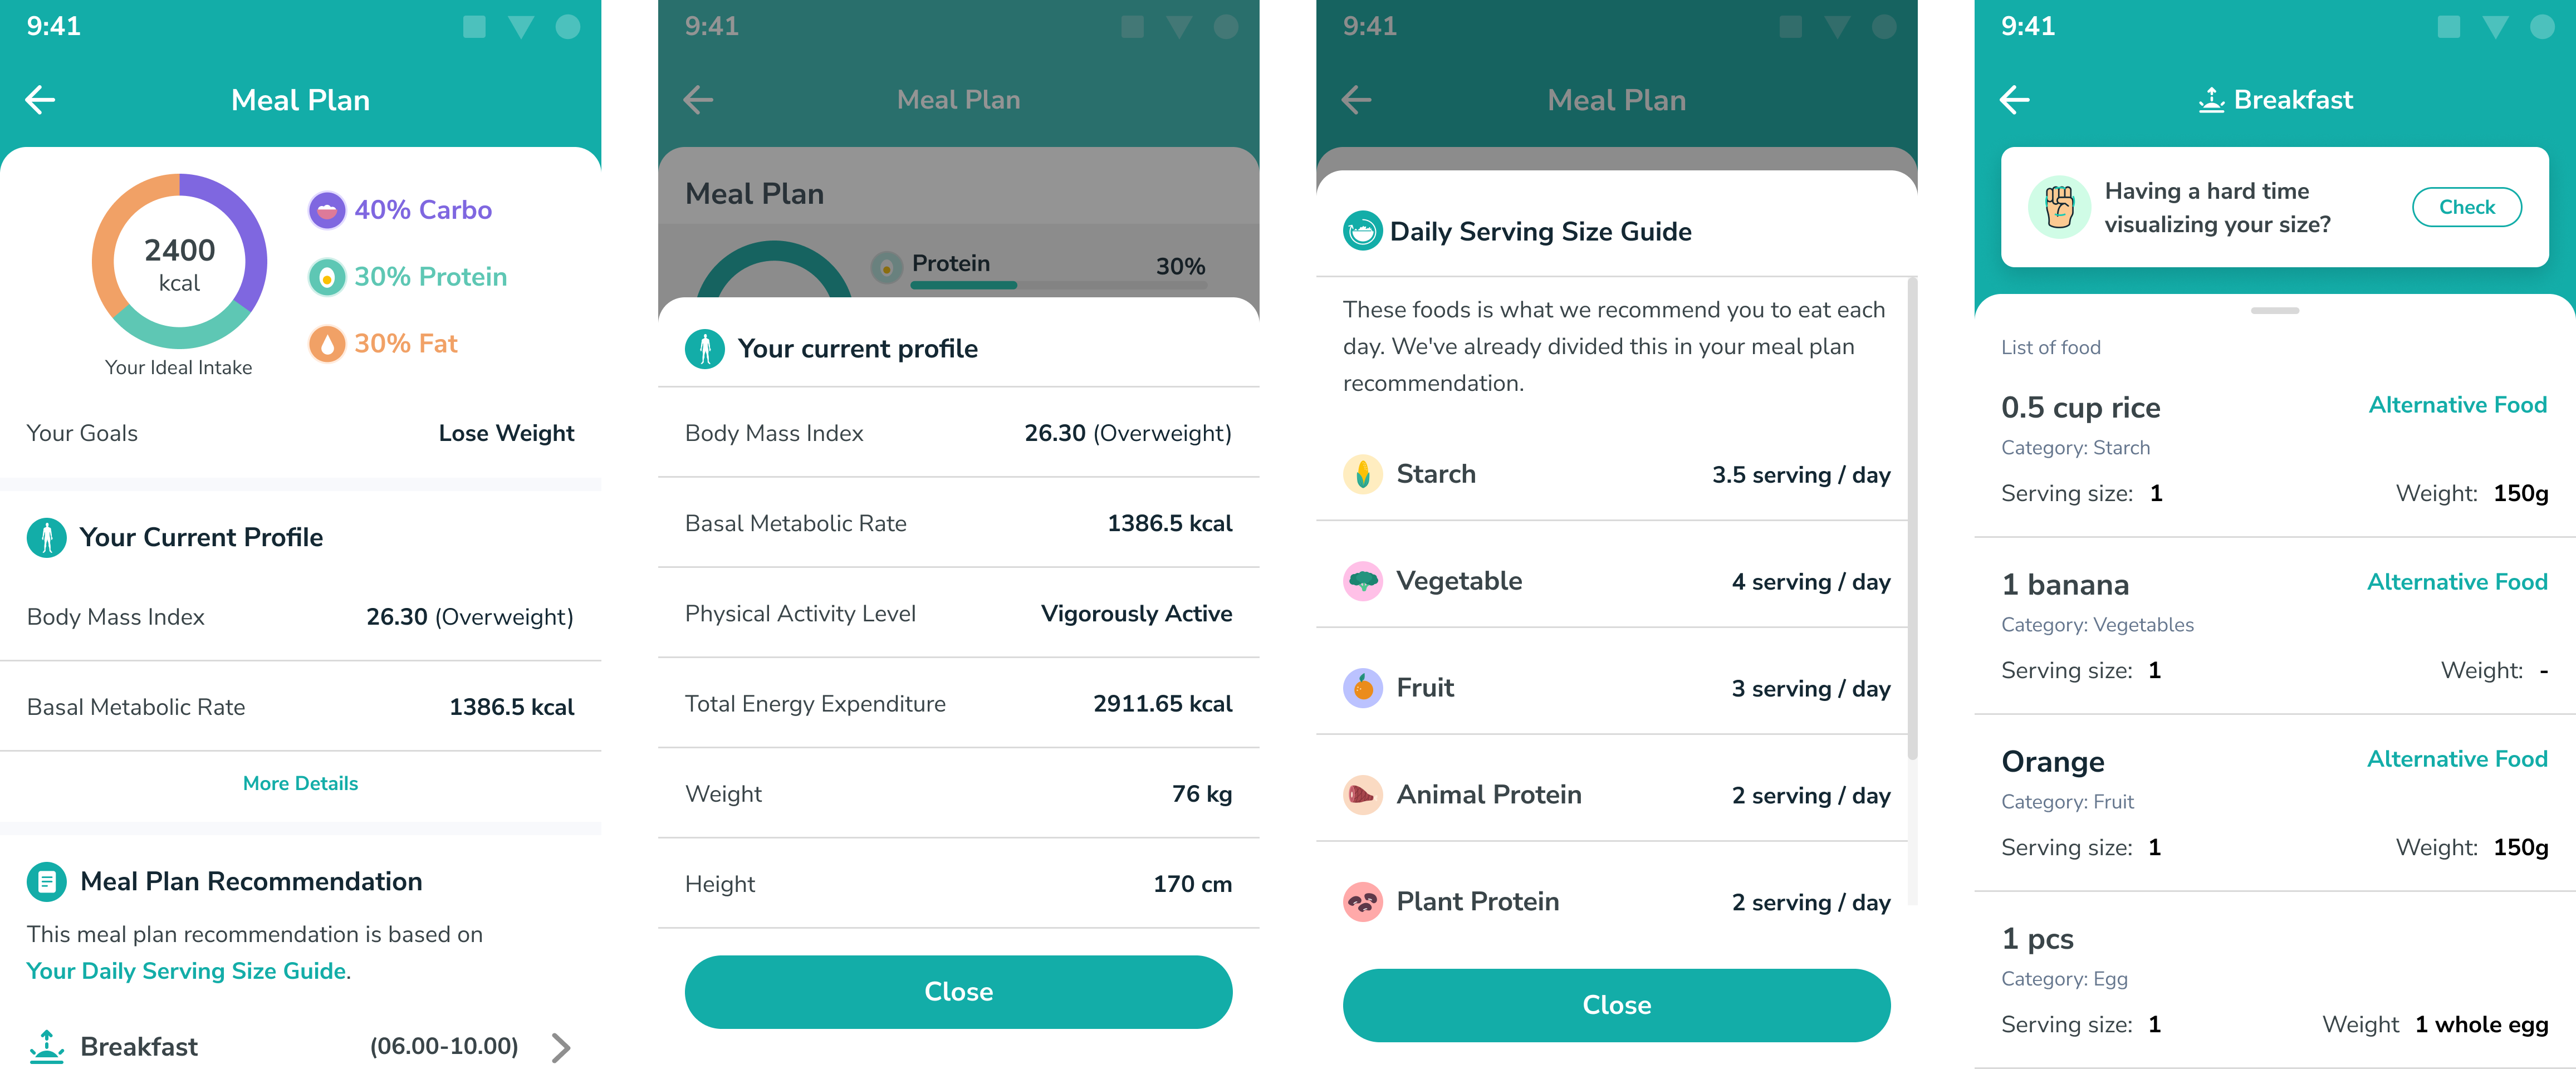 9:41
Meal Plan
2400
kcal
Your Ideal Intake
40% Carbo
30% Protein
30% Fat
Your Goals Lose Weight
Your Current Profile
Body Mass Index 26.30 (Overweight)
Basal Metabolic Rate 1386.5 kcal
More Details
Meal Plan Recommendation
This meal plan recommendation is based on
Your Daily Serving Size Guide.
Breakfast (06.00-10.00)
9:41
Meal Plan
Meal Plan
Protein 30%
Your current profile
Body Mass Index 26.30 (Overweight)
Basal Metabolic Rate 1386.5 kcal
Physical Activity Level Vigorously Active
Total Energy Expenditure 2911.65 kcal
Weight 76 kg
Height 170 cm
Close
9:41
Meal Plan
Daily Serving Size Guide
These foods is what we recommend you to eat each
day. We've already divided this in your meal plan
recommendation.
Starch 3.5 serving / day
Vegetable 4 serving / day
Fruit 3 serving / day
Animal Protein 2 serving / day
Plant Protein 2 serving / day
Close
9:41
Breakfast
Having a hard time
visualizing your size?
Check
List of food
0.5 cup rice Alternative Food
Category: Starch
Serving size: 1 Weight: 150g
1 banana Alternative Food
Category: Vegetables
Serving size: 1 Weight: -
Orange Alternative Food
Category: Fruit
Serving size: 1 Weight: 150g
1 pcs
Category: Egg
Serving size: 1 Weight 1 whole egg